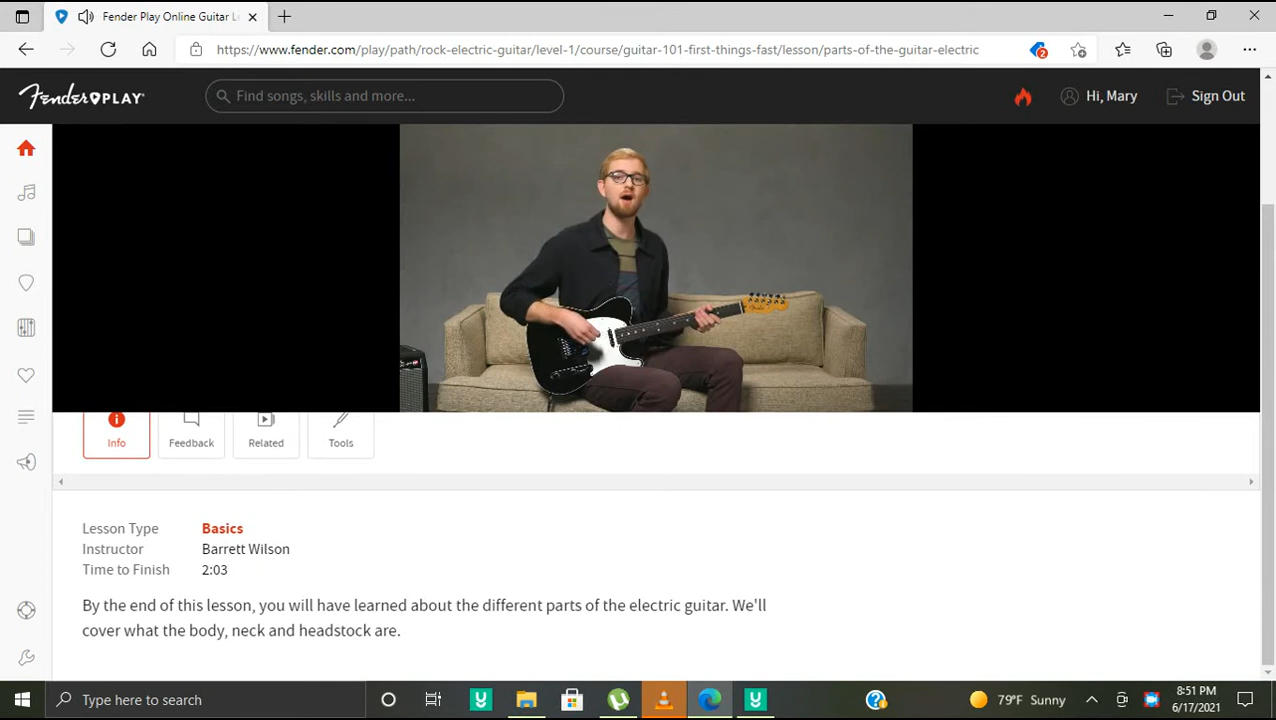 Fender Play Online Guitar Le
https://www.fender.com/play/path/rock-electric-guitar/level-1/course/guitar-101-first-things-fast/lesson/parts-of-the-guitar-electric
2
Fender PLAY
Find songs, skills and more...
Hi, Mary
Sign Out
Info
Feedback
Related
Tools
Lesson Type Basics
Instructor Barrett Wilson
Time to Finish 2:03
By the end of this lesson, you will have learned about the different parts of the electric guitar. We'll
cover what the body, neck and headstock are.
Type here to search
79°F Sunny
8:51 PM
6/17/2021